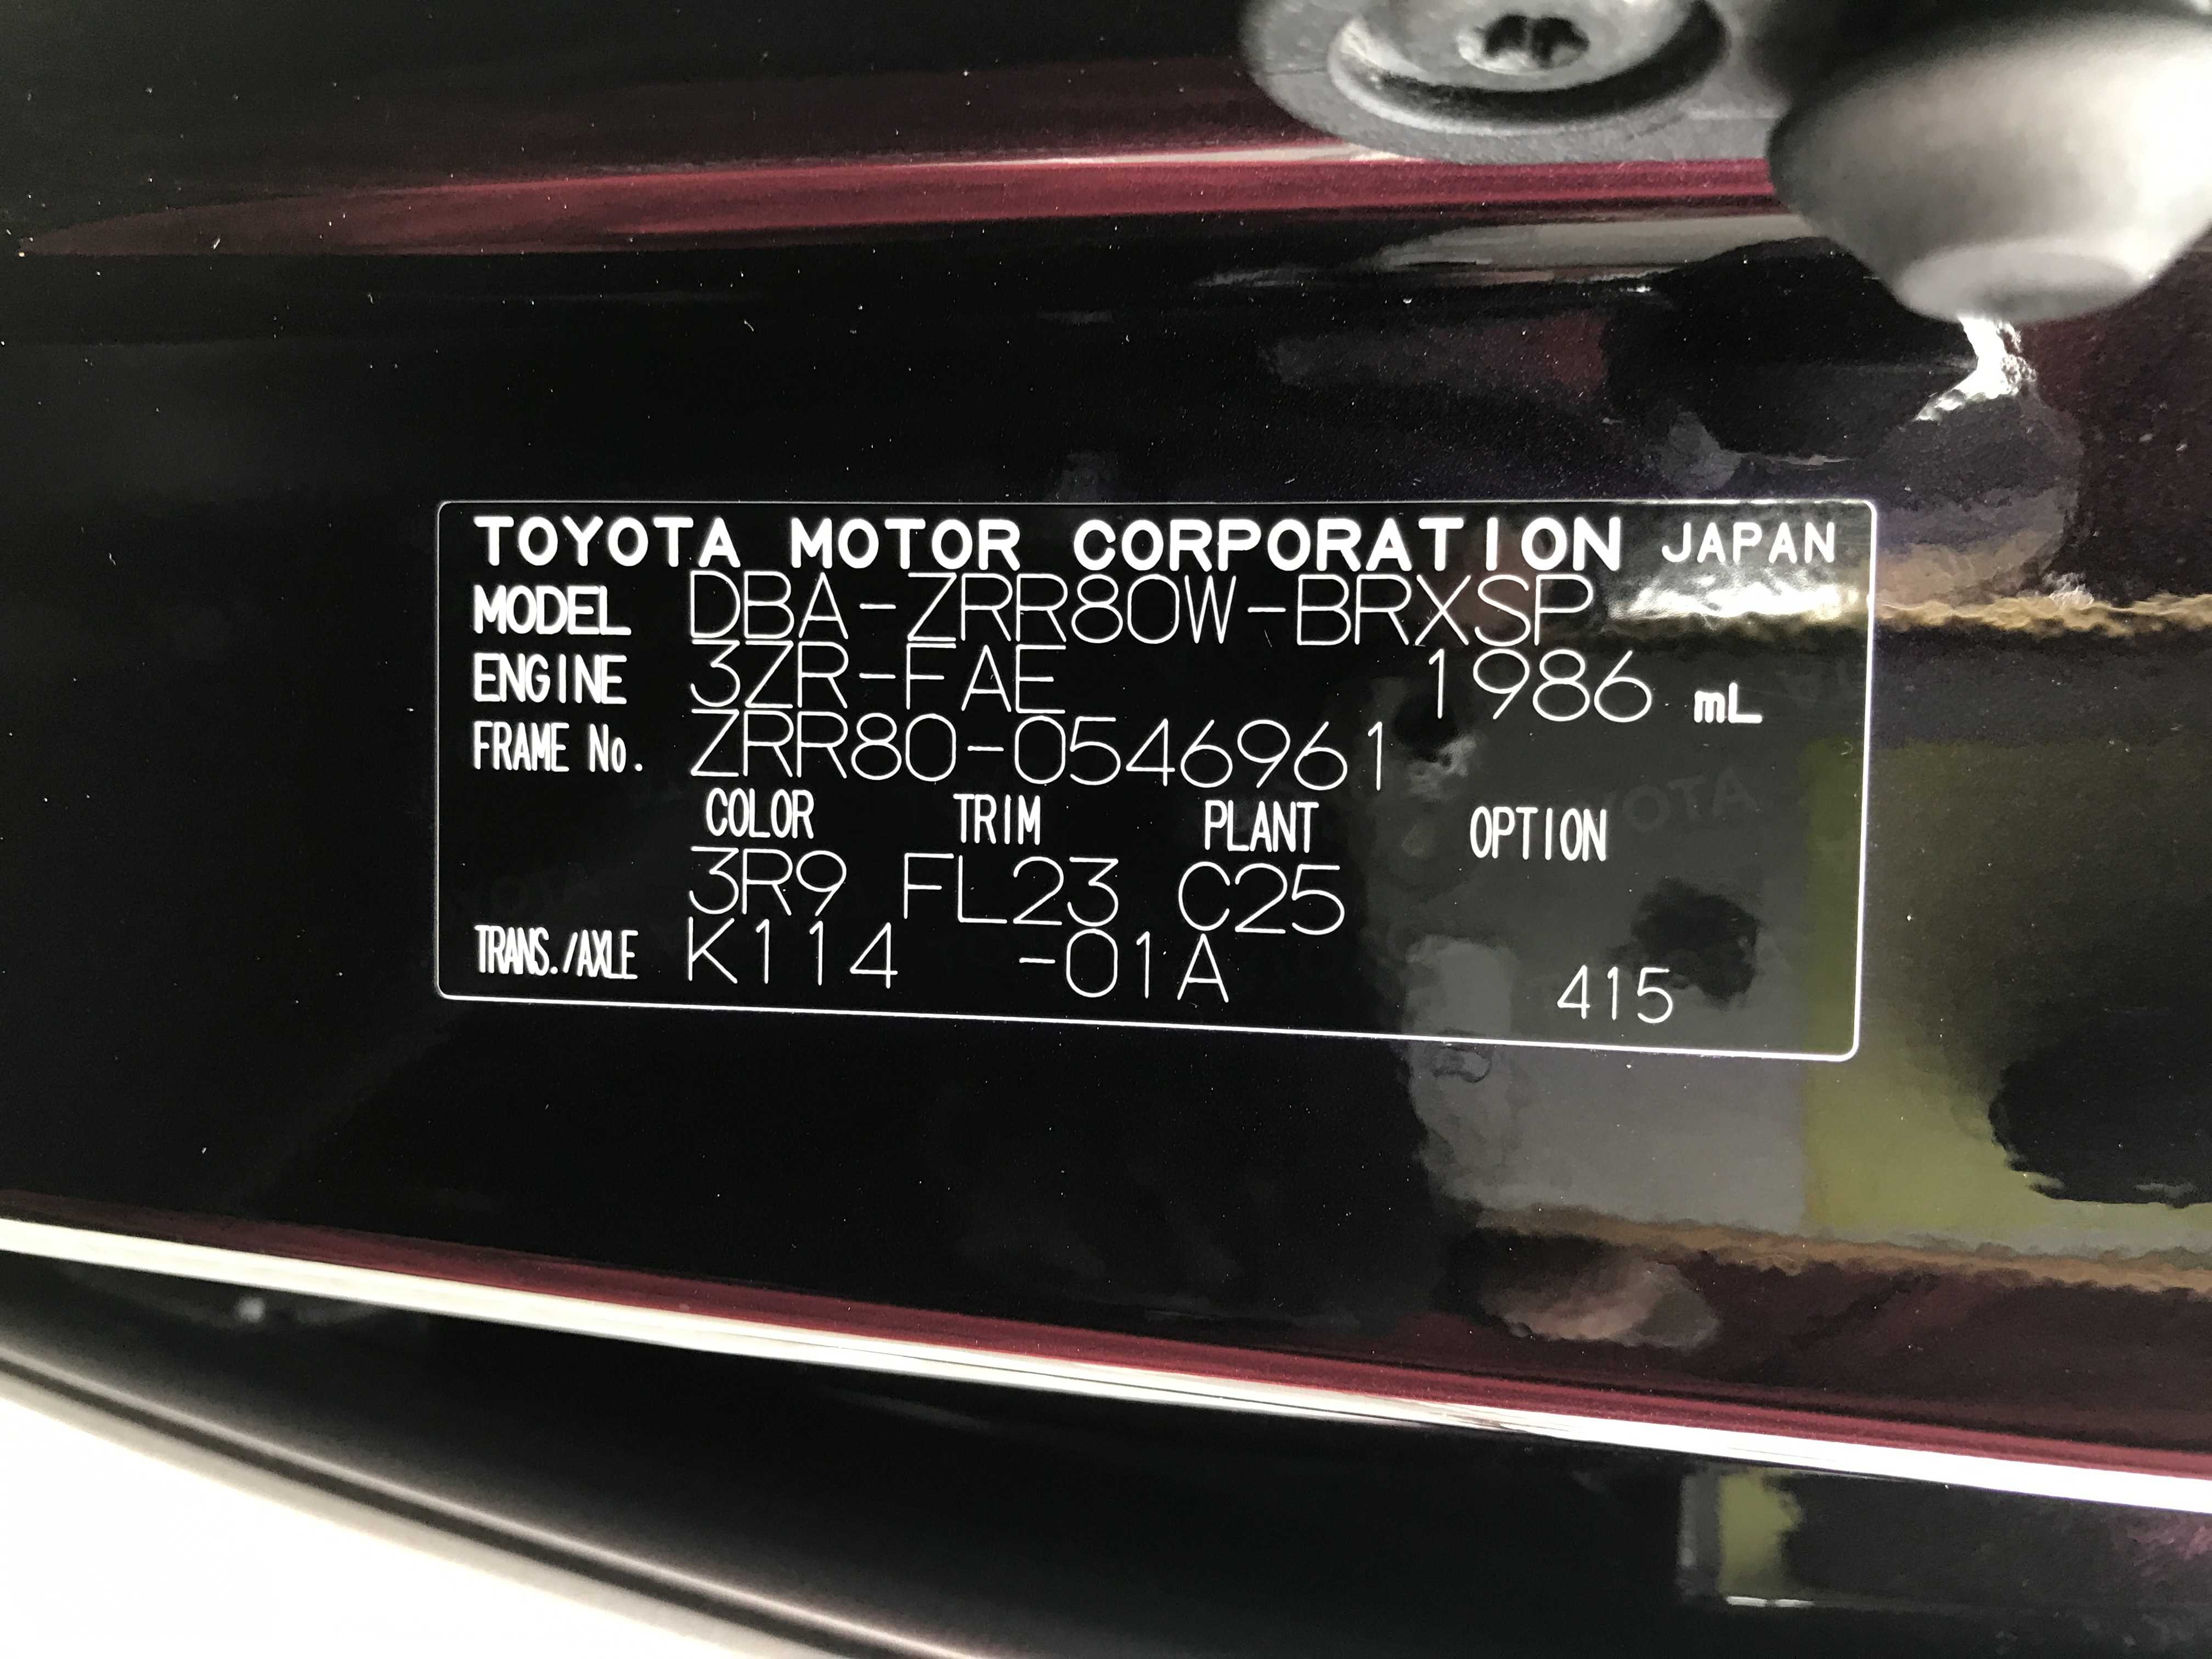 TOYOTA MOTOR CORPORATION JAPAN
MODEL DBA-ZRR80W-BRXSP
ENGINE 3ZR-FAE 1986 mL
FRAME No. ZRR80-0546961
COLOR TRIM PLANT OPTION
3R9 FL23 C25
TRANS./AXLE K114 -01A 415